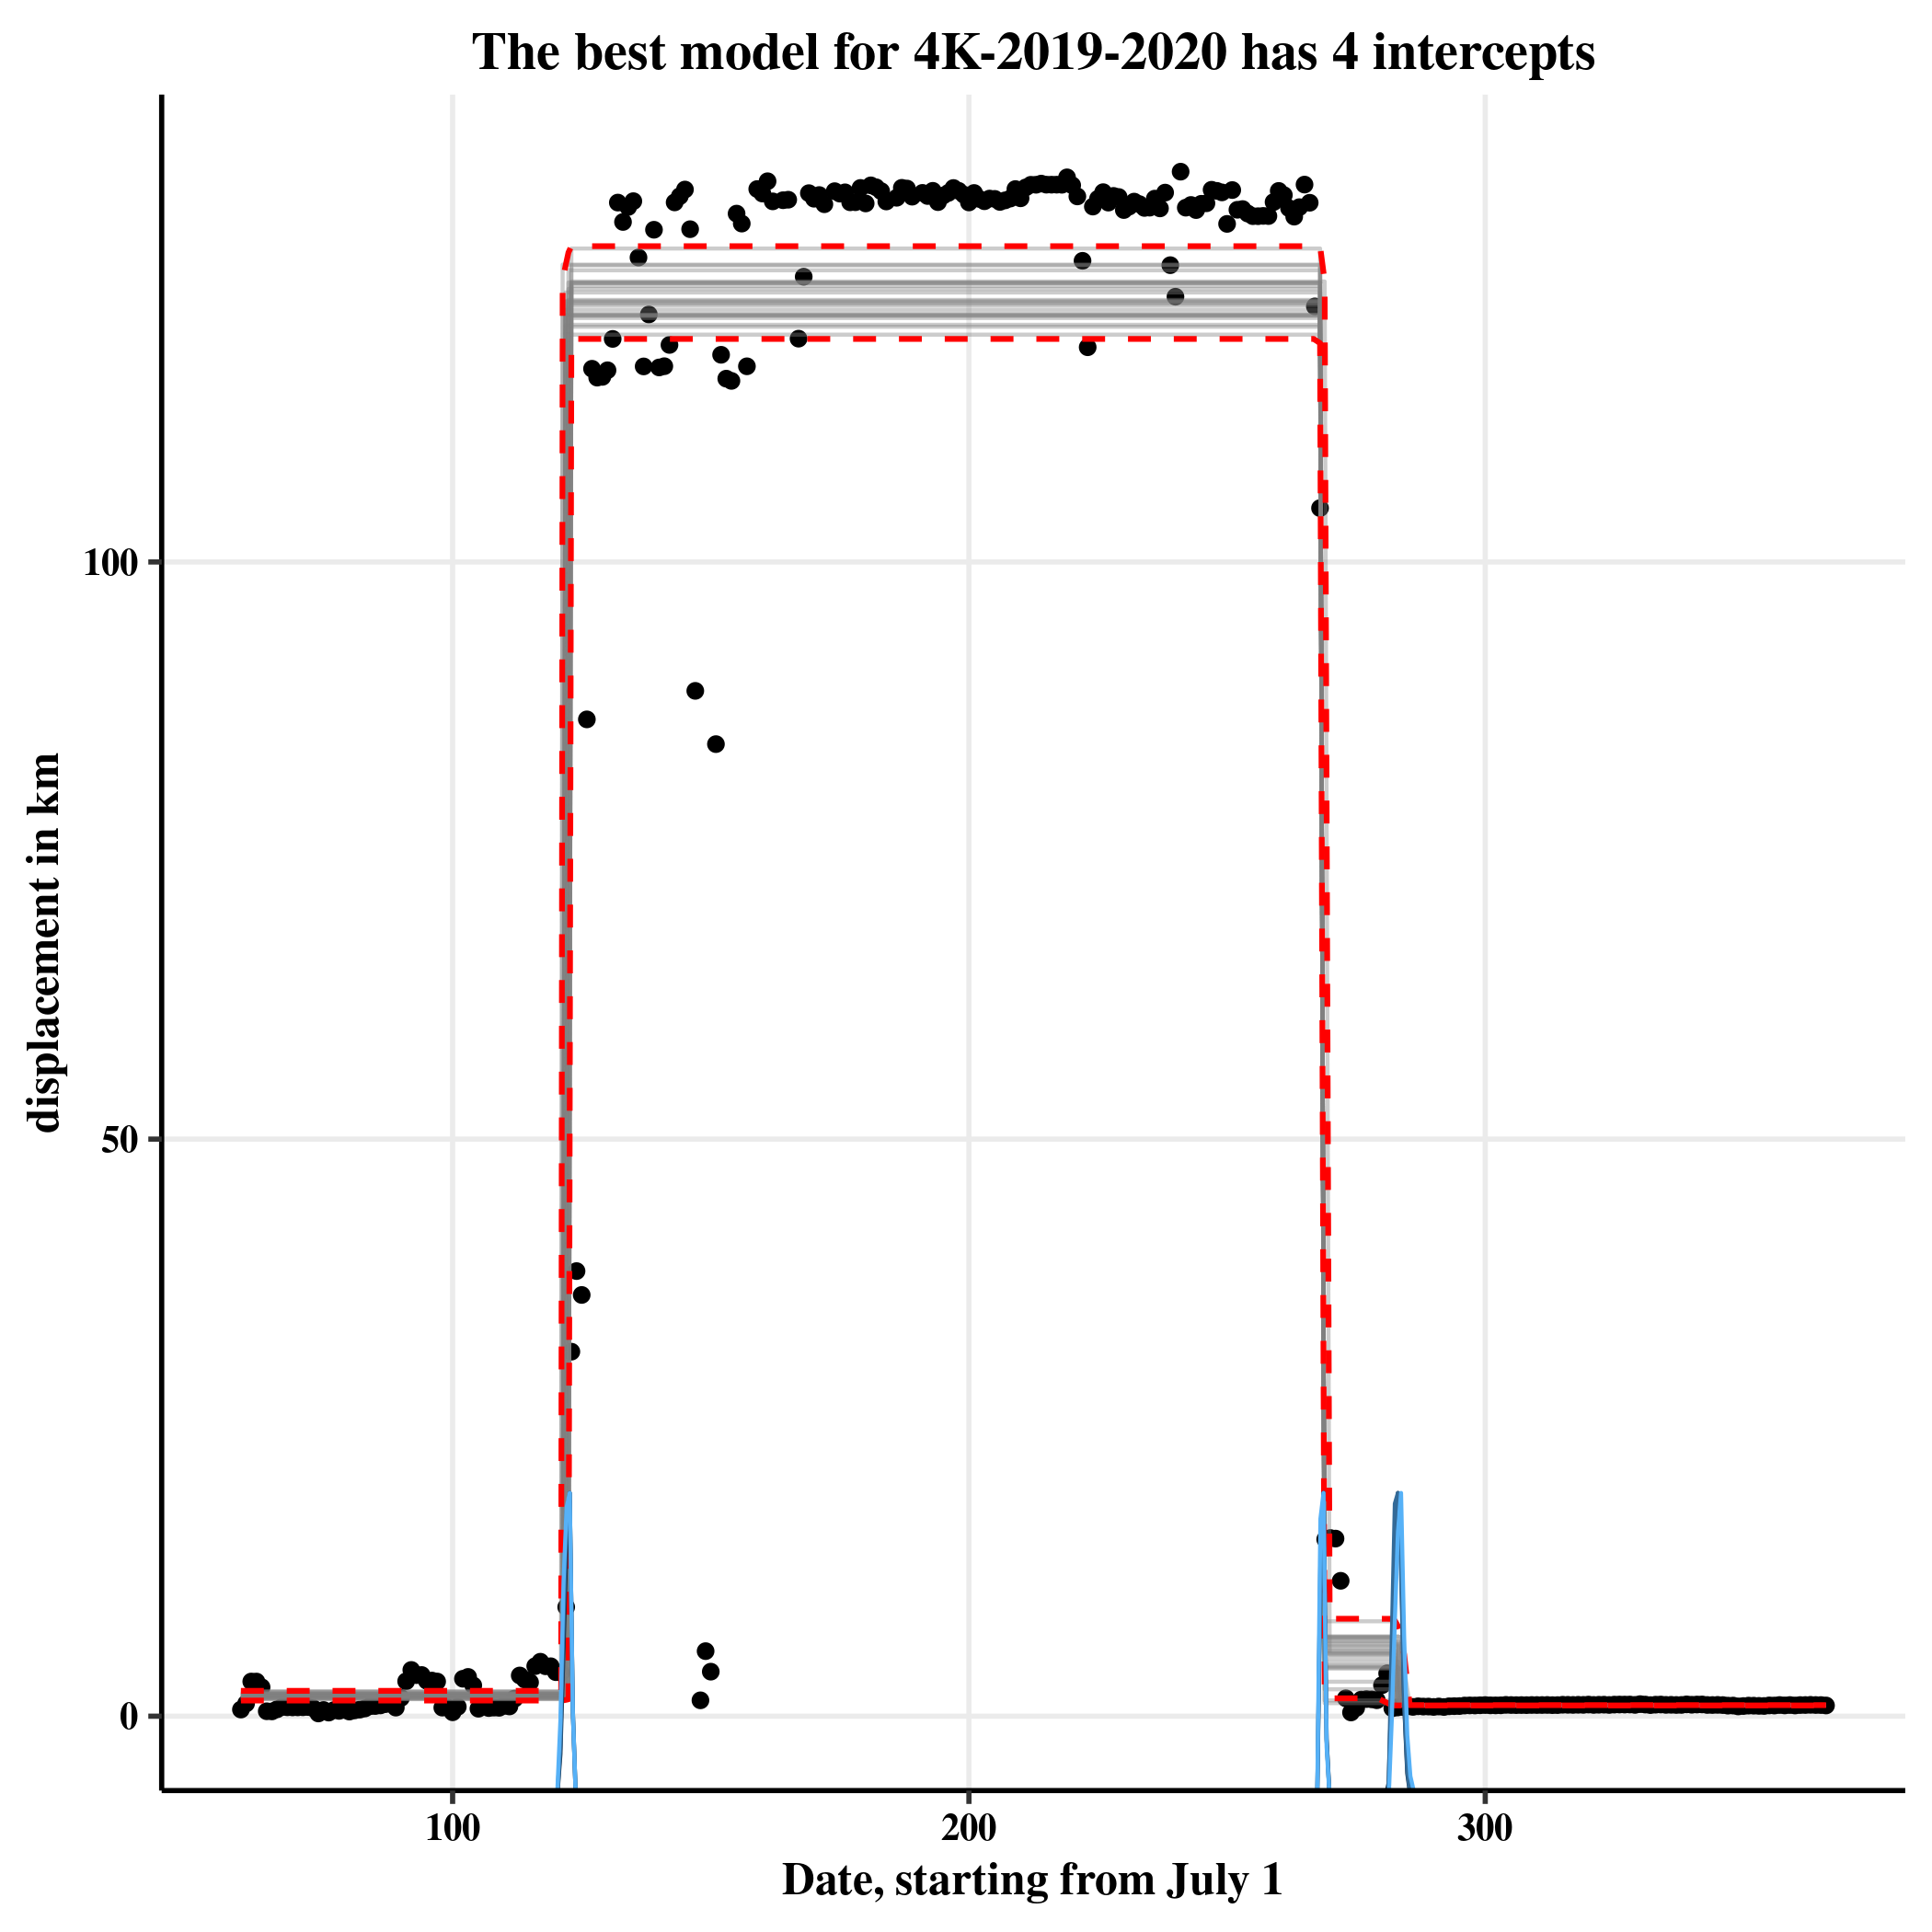 The best model for 4K-2019-2020 has 4 intercepts
displacement in km
100
50
0
100
200
300
Date, starting from July 1